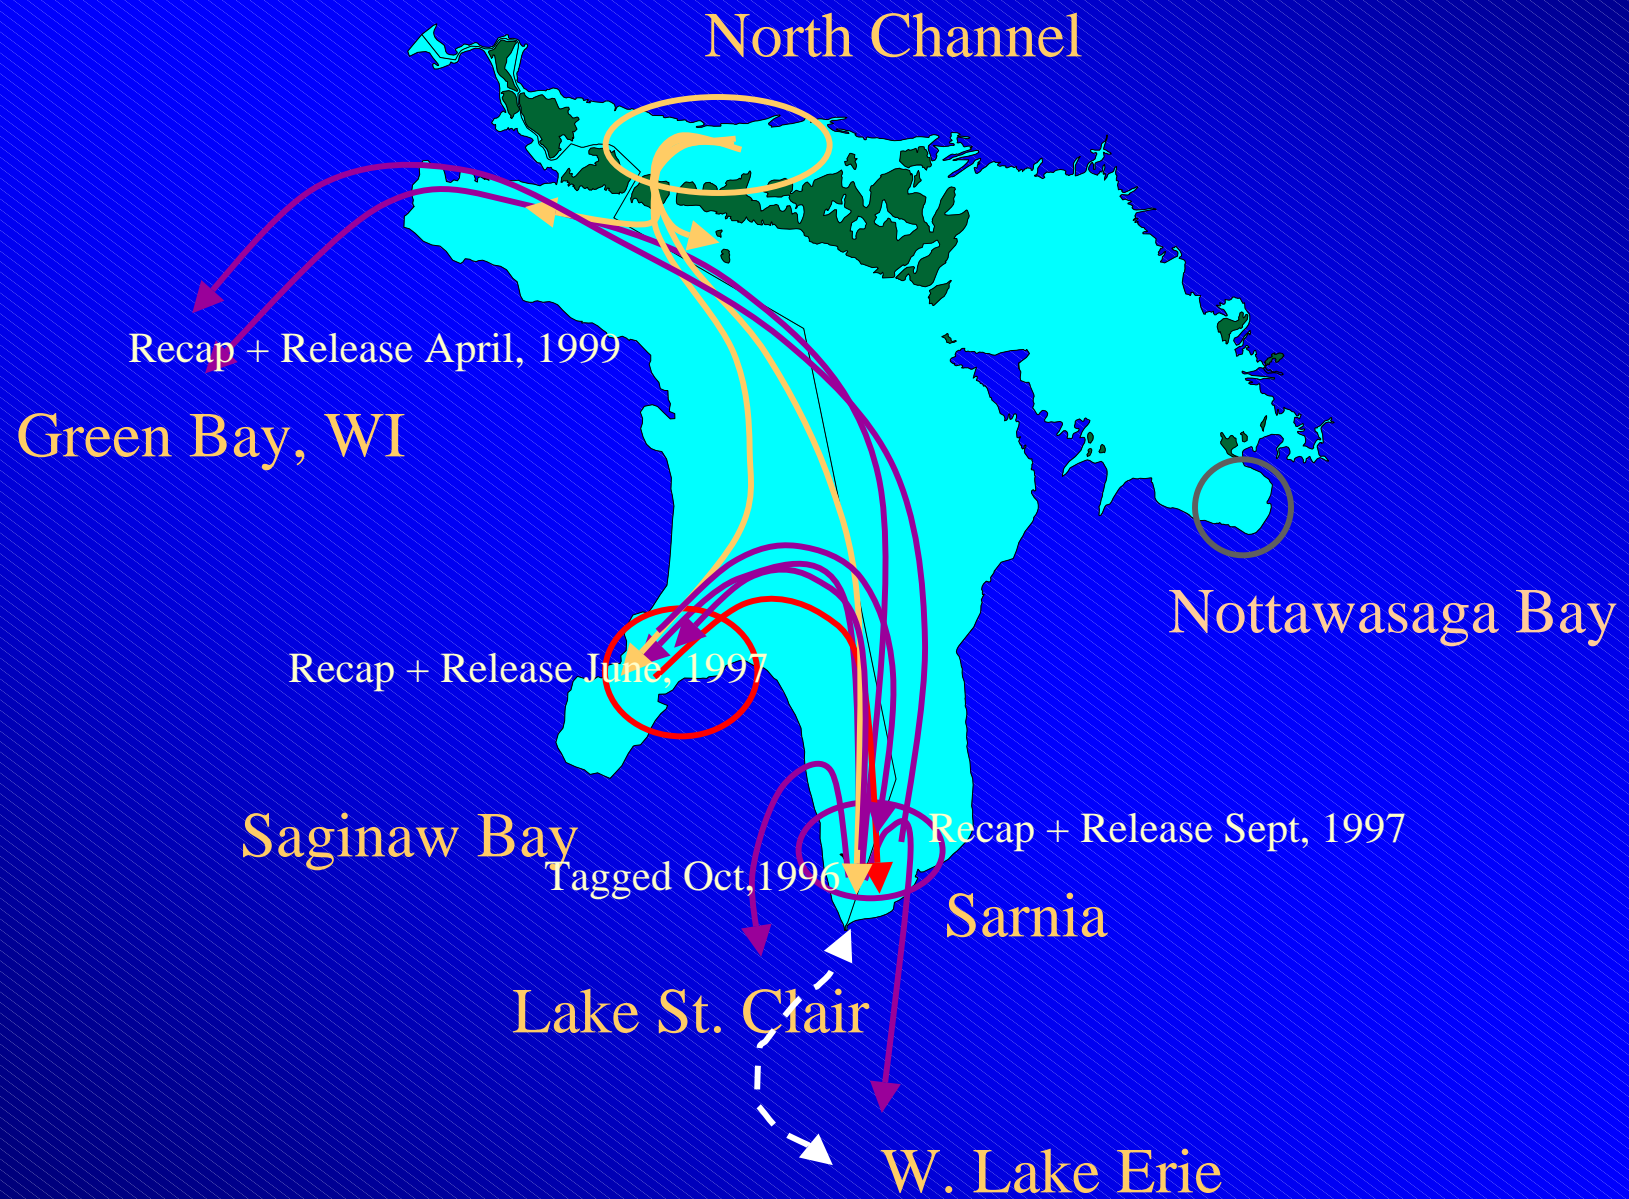 North Channel
Recap + Release April, 1999
Green Bay, WI
Nottawasaga Bay
Recap + Release June, 1997
Saginaw Bay
Recap + Release Sept, 1997
Tagged Oct,1996
Sarnia
Lake St. Clair
W. Lake Erie